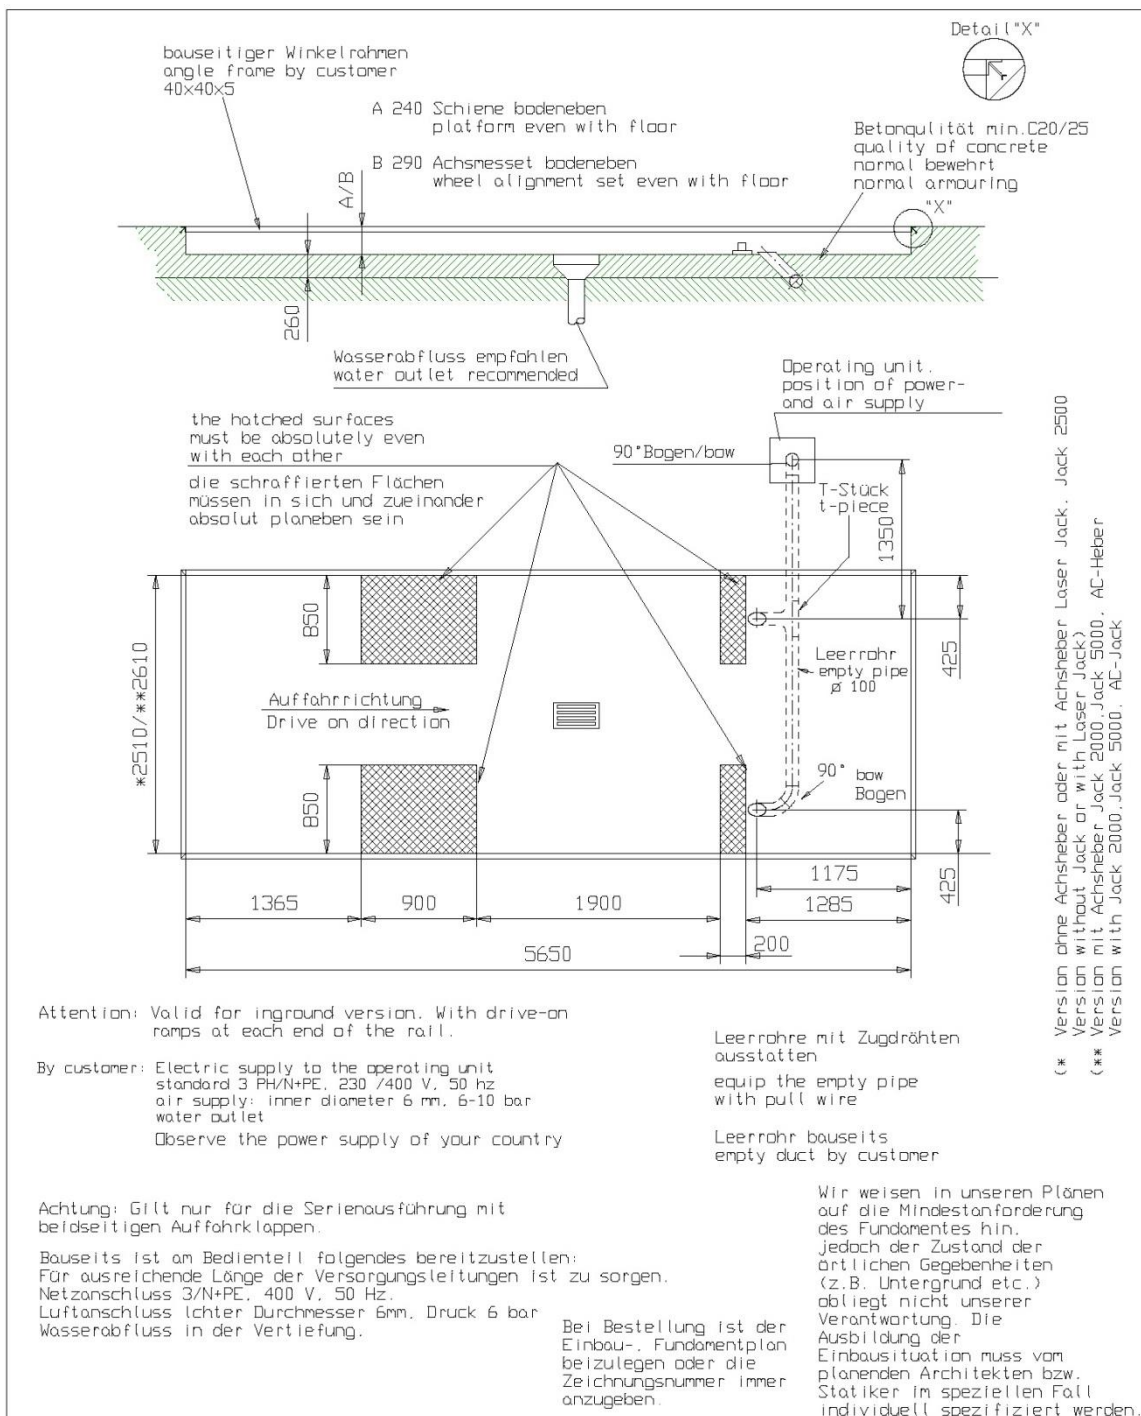 Detail"X"
bauseitiger Winkelrahmen
angle frame by customer
40x40x5
A 240 Schiene bodeneben
platform even with floor
B 290 Achsmesset bodeneben
wheel alignment set even with floor
A/B
Betonqulität min.C20/25
quality of concrete
normal bewehrt
normal armouring
"X"
260
Wasserabfluss empfohlen
water outlet recommended
Operating unit.
position of power-
and air supply
the hatched surfaces
must be absolutely even
with each other
die schraffierten Flächen
müssen in sich und zueinander
absolut planeben sein
90°Bogen/bow
T-Stück
t-piece
1350
850
425
*2510/**2610
Leerrohr
empty pipe
ø 100
Auffahrrichtung
Drive on direction
850
90° bow
Bogen
425
1175
1365
900
1900
1285
200
5650
(* Version ohne Achsheber oder mit Achsheber Laser Jack, Jack 2500
Version without Jack or with Laser Jack)
(** Version mit Achsheber Jack 2000,Jack 5000, AC-Heber
Version with Jack 2000,Jack 5000, AC-Jack
Attention: Valid for inground version. With drive-on
ramps at each end of the rail.
By customer: Electric supply to the operating unit
standard 3 PH/N+PE, 230 /400 V, 50 hz
air supply: inner diameter 6 mm, 6-10 bar
water outlet
Observe the power supply of your country
Leerrohre mit Zugdrähten
ausstatten
equip the empty pipe
with pull wire
Leerrohr bauseits
empty duct by customer
Achtung: Gilt nur für die Serienausführung mit
beidseitigen Auffahrklappen.
Bauseits ist am Bedienteil folgendes bereitzustellen:
Für ausreichende Länge der Versorgungsleitungen ist zu sorgen.
Netzanschluss 3/N+PE, 400 V, 50 Hz.
Luftanschluss lchter Durchmesser 6mm, Druck 6 bar
Wasserabfluss in der Vertiefung.
Bei Bestellung ist der
Einbau-, Fundamentplan
beizulegen oder die
Zeichnungsnummer immer
anzugeben.
Wir weisen in unseren Plänen
auf die Mindestanforderung
des Fundamentes hin.
jedoch der Zustand der
örtlichen Gegebenheiten
(z.B. Untergrund etc.)
obliegt nicht unserer
Verantwortung. Die
Ausbildung der
Einbausituation muss vom
planenden Architekten bzw.
Statiker im speziellen Fall
individuell spezifiziert werden.